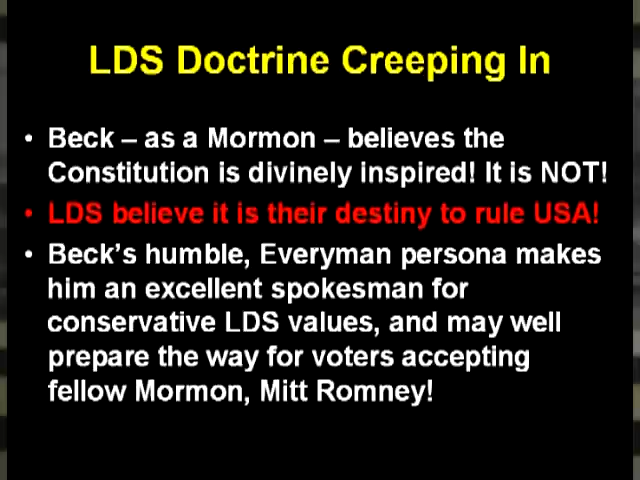 LDS Doctrine Creeping In
• Beck – as a Mormon – believes the
Constitution is divinely inspired! It is NOT!
• LDS believe it is their destiny to rule USA!
• Beck's humble, Everyman persona makes
him an excellent spokesman for
conservative LDS values, and may well
prepare the way for voters accepting
fellow Mormon, Mitt Romney!